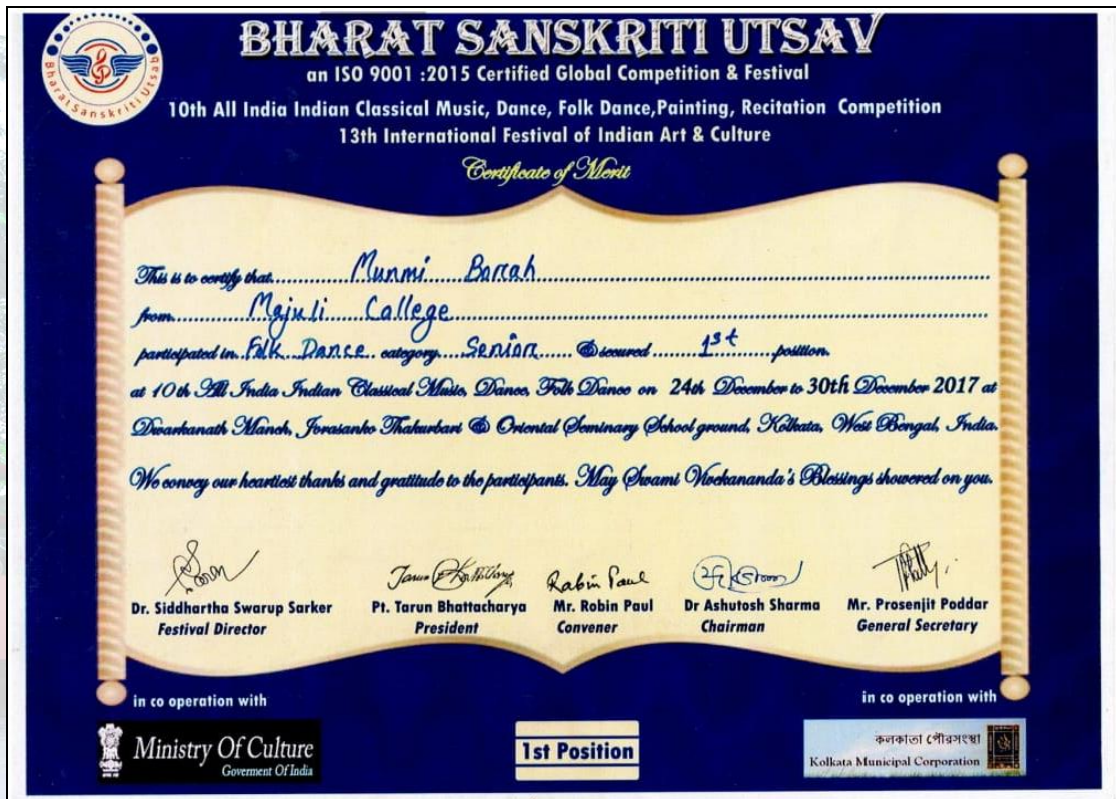 BHARAT SANSKRITI UTSAV
Bharat Sanskriti Utsab
an ISO 9001 :2015 Certified Global Competition & Festival
10th All India Indian Classical Music, Dance, Folk Dance,Painting, Recitation Competition
13th International Festival of Indian Art & Culture
Certificate of Merit
This is to certify that Munmi Borah
from Majuli College
participated in Folk Dance category Senior & secured 1st position.
at 10th All India Indian Classical Music, Dance, Folk Dance on 24th December to 30th December 2017 at
Dwarkanath Manch, Jorasanko Thakurbari & Oriental Seminary School ground, Kolkata, West Bengal, India.
We convey our heartiest thanks and gratitude to the participants. May Swami Vivekananda's Blessings showered on you.
Robin Paul
Dr. Siddhartha Swarup Sarker
Festival Director
Pt. Tarun Bhattacharya
President
Mr. Robin Paul
Convener
Dr Ashutosh Sharma
Chairman
Mr. Prosenjit Poddar
General Secretary
in co operation with
in co operation with
Ministry Of Culture
Goverment Of India
1st Position
কলকাতা পৌরসংস্থা
Kolkata Municipal Corporation